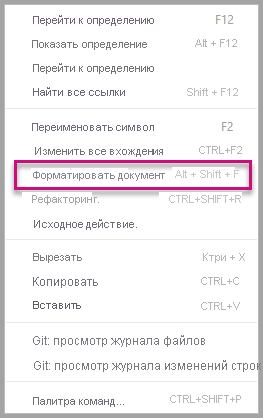 Перейти к определению F12
Показать определение Alt + F12
Перейти к определению
Найти все ссылки Shift + F12
Переименовать символ F2
Изменить все вхождения CTRL+F2
Форматировать документ Alt + Shift + F
Рефакторинг. CTRL+SHIFT+R
Исходное действие.
Вырезать Ктри + X
Копировать CTRL+C
Вставить CTRL+V
Git: просмотр журнала файлов
Git: просмотр журнала изменений строк
Палитра команд... CTRL+SHIFT+P